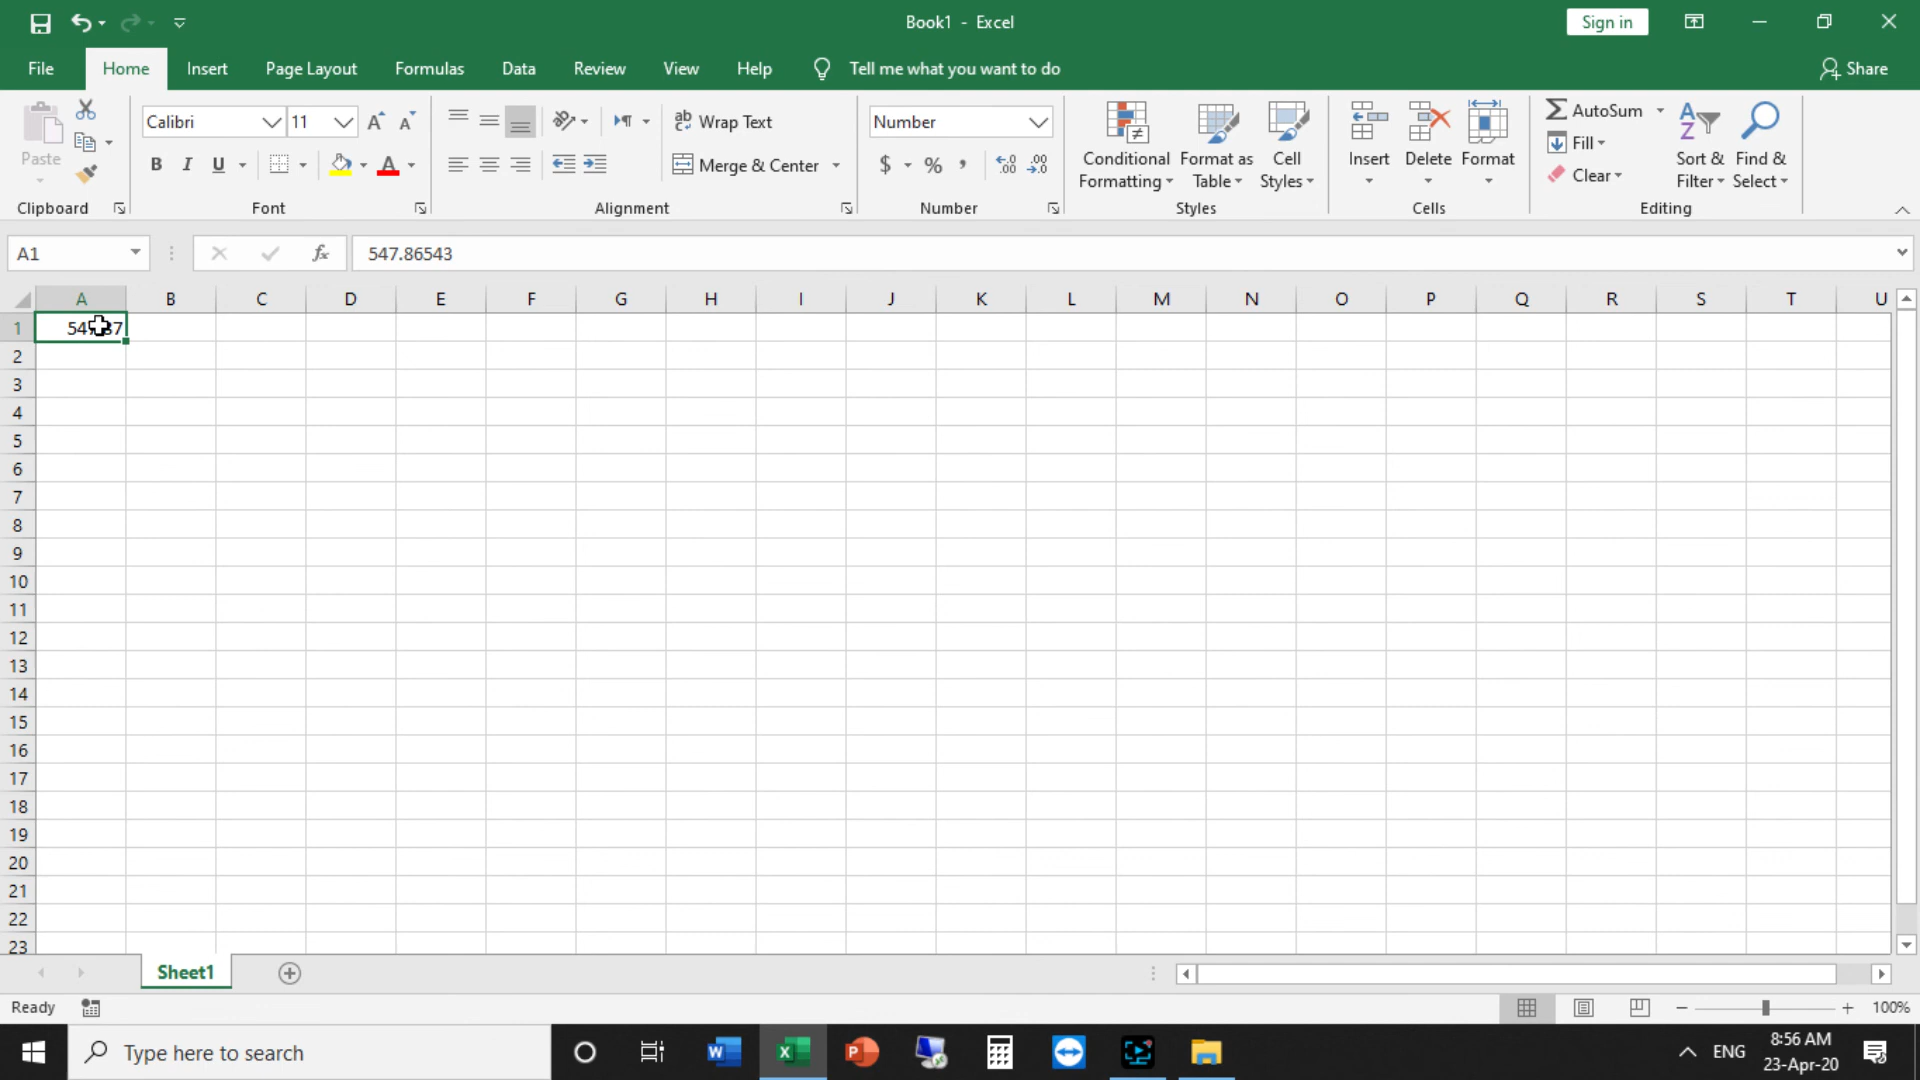 Book1 - Excel
Sign in
File Home Insert Page Layout Formulas Data Review View Help Tell me what you want to do Share
Calibri 11 Wrap Text Number AutoSum
Paste B I U A Merge & Center $ % , Conditional Formatting Format as Table Cell Styles Insert Delete Format Fill Clear Sort & Filter Find & Select
Clipboard Font Alignment Number Styles Cells Editing
A1 fx 547.86543
A B C D E F G H I J K L M N O P Q R S T U
1
2
3
4
5
6
7
8
9
10
11
12
13
14
15
16
17
18
19
20
21
22
23
Sheet1
Ready 100%
Type here to search ENG 8:56 AM
23-Apr-20